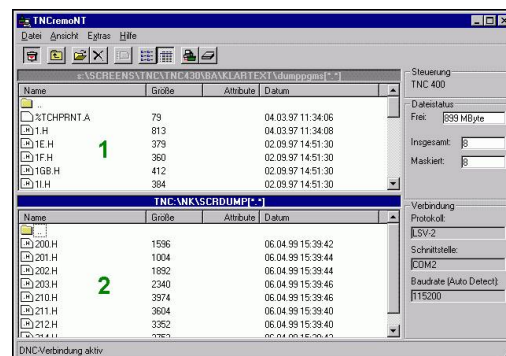 TNCremoNT
Datei Ansicht Extras Hilfe
s:\SCREENS\TNC\TNC430\BA\KLARTEXT\dumppgms[*.*]
Name Größe Attribute Datum
..
%TCHPRNT.A 79 04.03.97 11:34:06
1.H 813 04.03.97 11:34:08
1E.H 379 02.09.97 14:51:30
1F.H 360 02.09.97 14:51:30
1GB.H 412 02.09.97 14:51:30
1I.H 384 02.09.97 14:51:30
1
TNC:\NK\SCRDUMP[*.*]
Name Größe Attribute Datum
..
200.H 1596 06.04.99 15:39:42
201.H 1004 06.04.99 15:39:44
202.H 1892 06.04.99 15:39:44
203.H 2340 06.04.99 15:39:46
210.H 3974 06.04.99 15:39:46
211.H 3604 06.04.99 15:39:40
212.H 3352 06.04.99 15:39:40
2
Steuerung
TNC 400
Dateistatus
Frei: 899 MByte
Insgesamt: 8
Maskiert: 8
Verbindung
Protokoll:
LSV-2
Schnittstelle:
COM2
Baudrate (Auto Detect):
115200
DNC-Verbindung aktiv